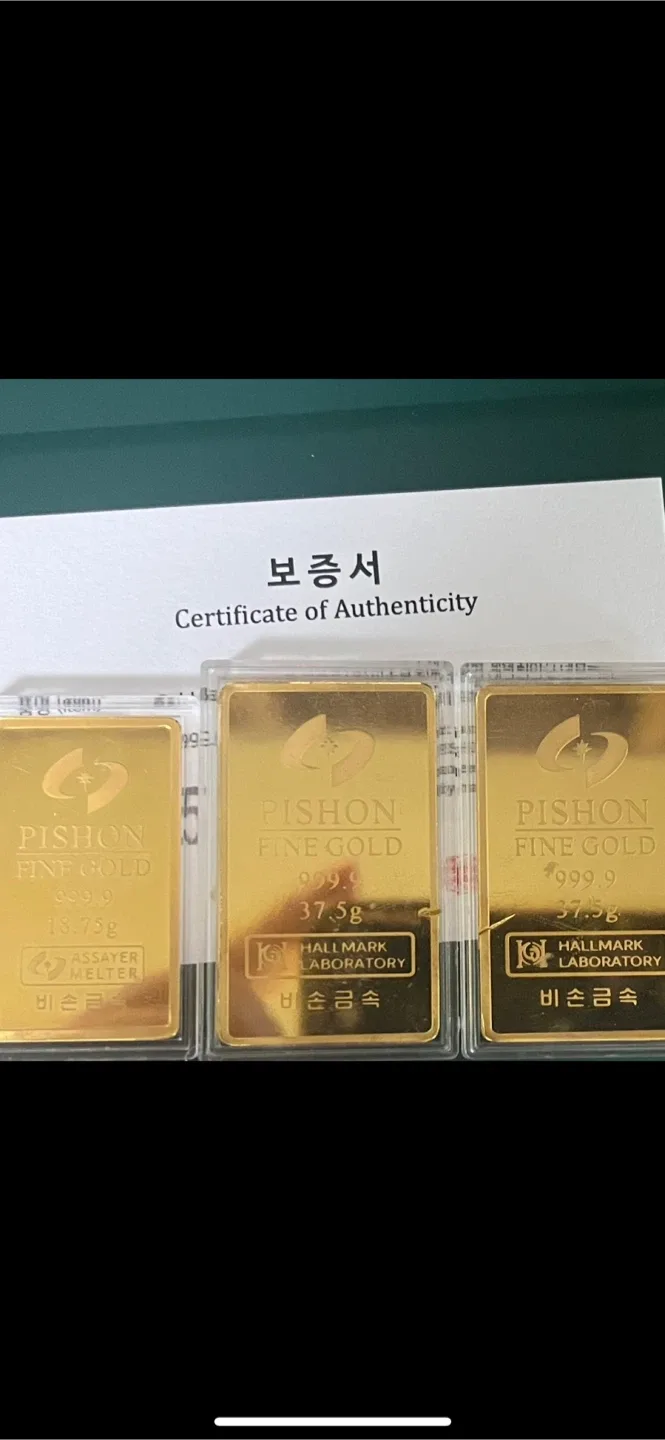 보증서
Certificate of Authenticity
PISHON
FINE GOLD
999.9
18.75g
ASSAYER
MELTER
비손금속
PISHON
FINE GOLD
999.9
37.5g
HALLMARK
LABORATORY
비손금속
PISHON
FINE GOLD
999.9
37.5g
HALLMARK
LABORATORY
비손금속